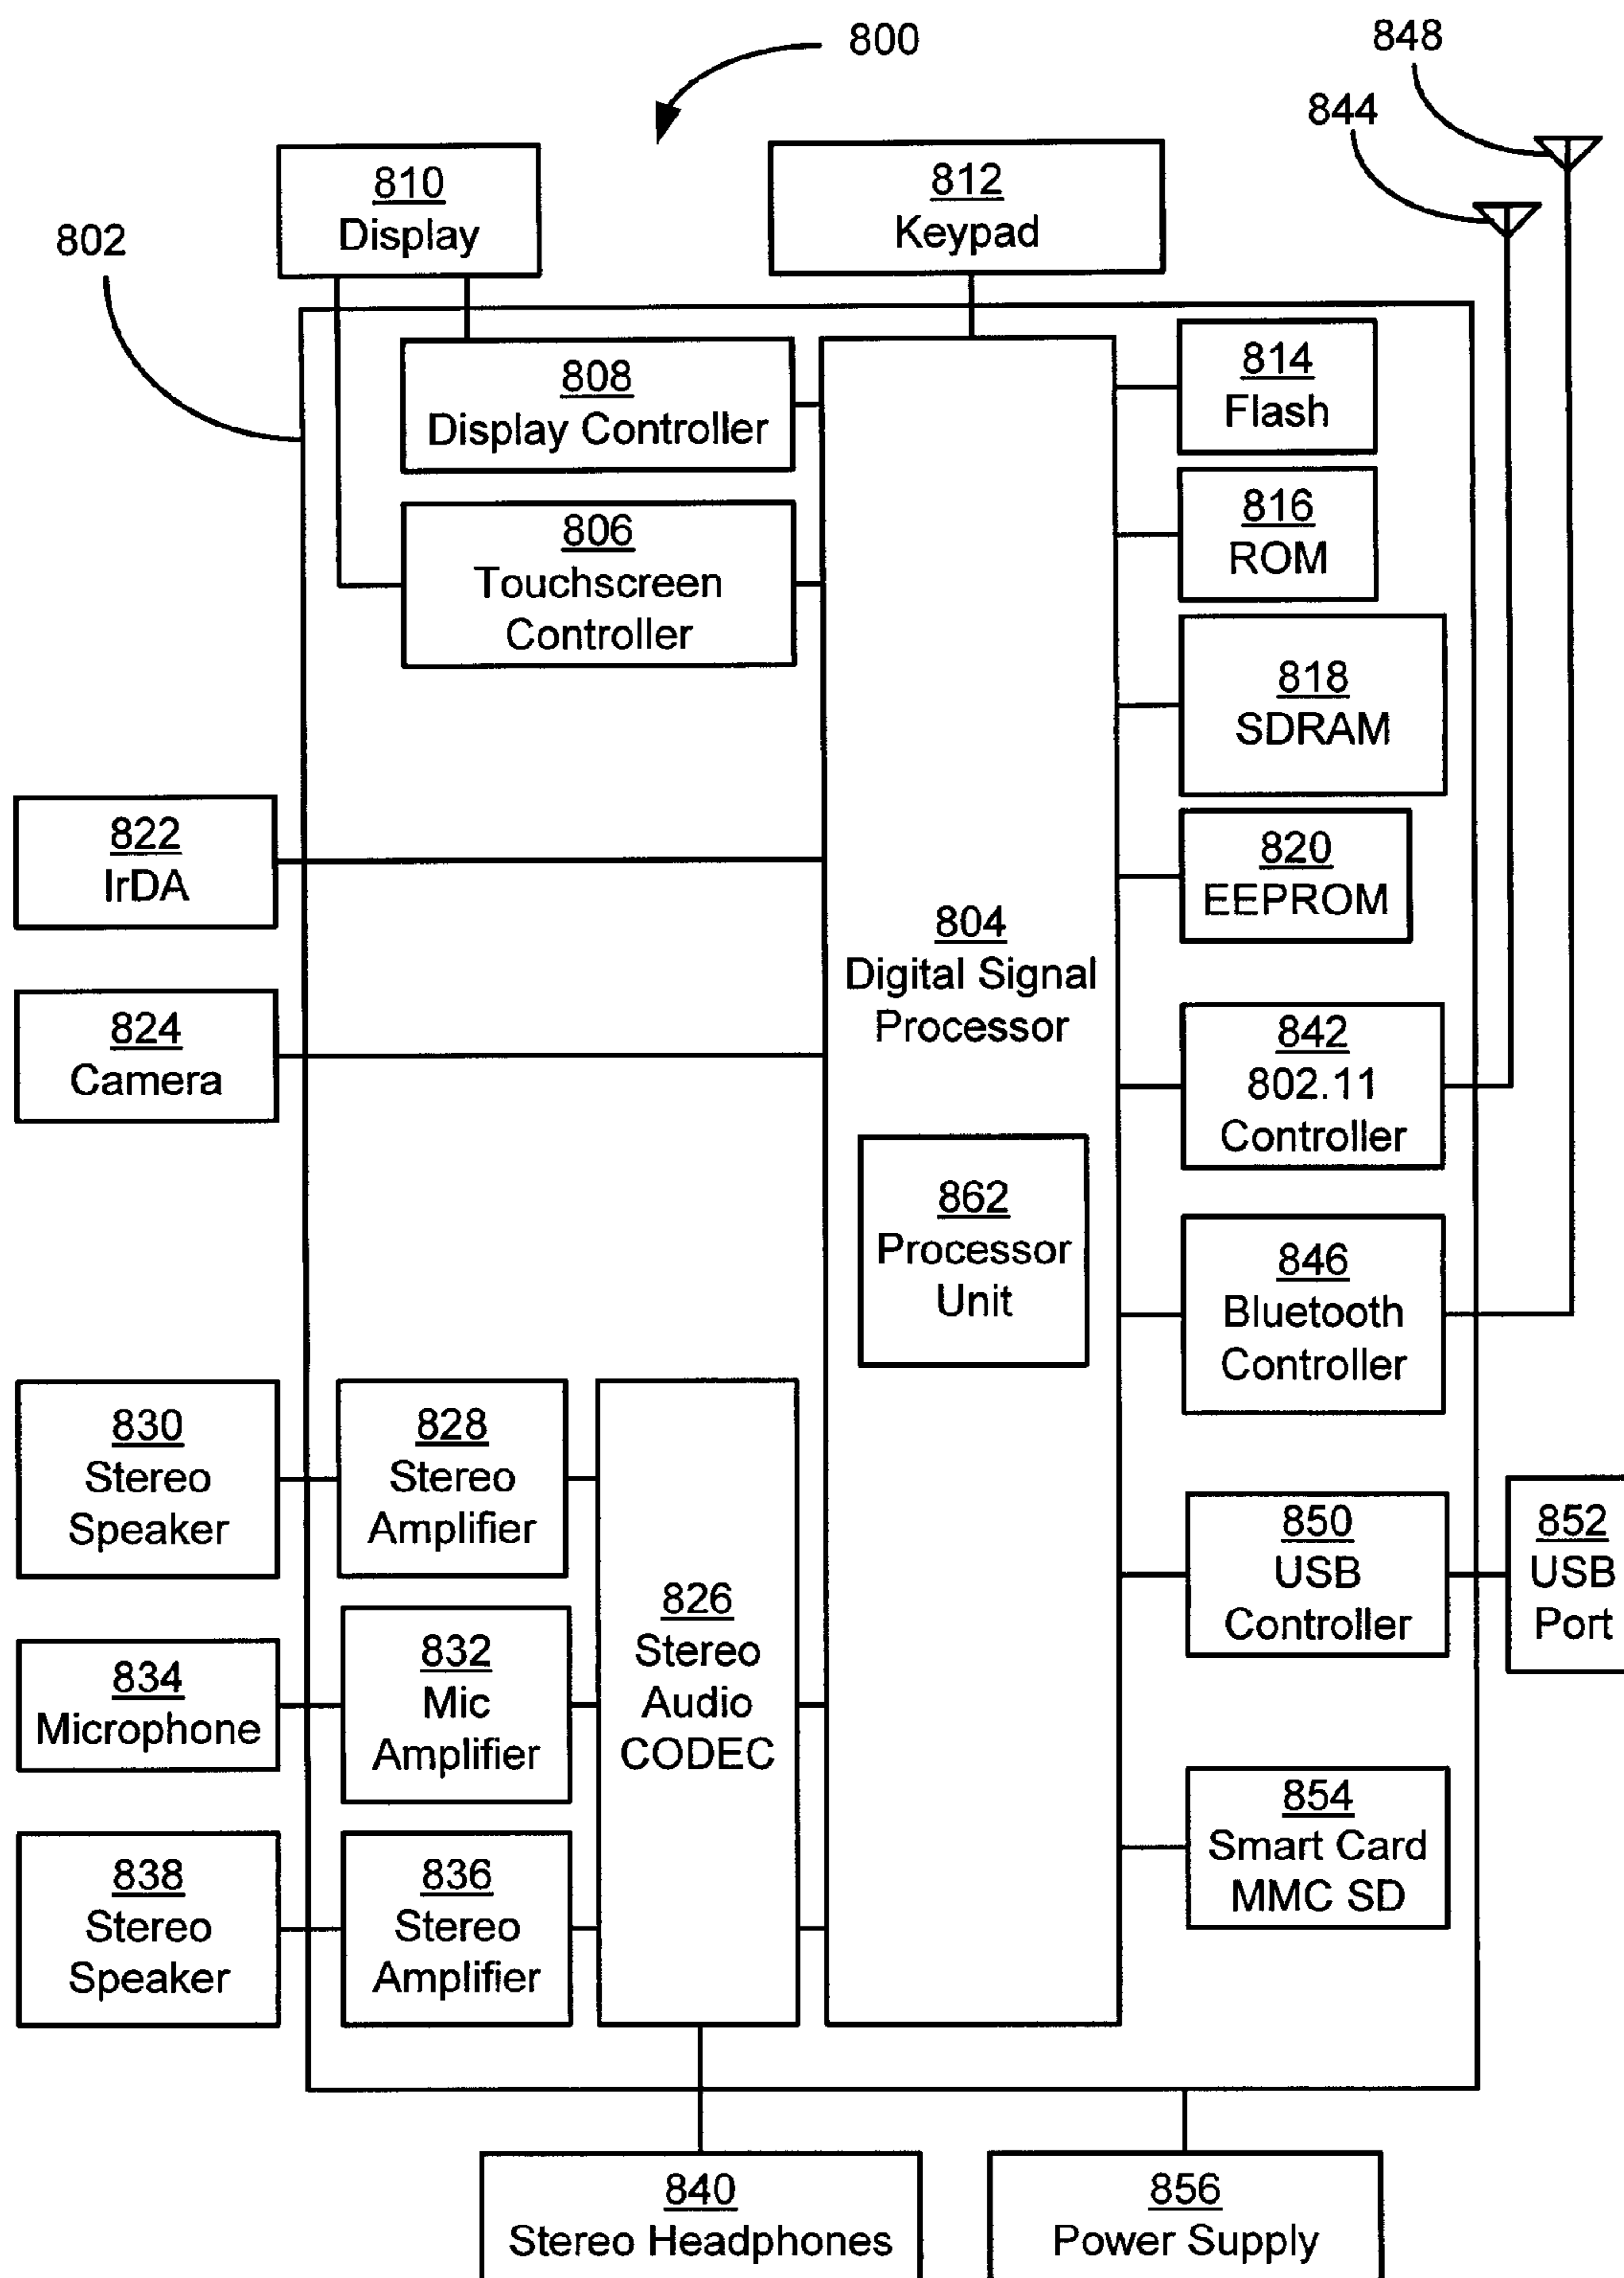 800
848
844
810
Display
812
Keypad
802
808
Display Controller
814
Flash
806
Touchscreen
Controller
816
ROM
818
SDRAM
822
IrDA
820
EEPROM
804
Digital Signal
Processor
824
Camera
842
802.11
Controller
862
Processor
Unit
846
Bluetooth
Controller
830
Stereo
Speaker
828
Stereo
Amplifier
850
USB
Controller
852
USB
Port
826
Stereo
Audio
CODEC
834
Microphone
832
Mic
Amplifier
854
Smart Card
MMC SD
838
Stereo
Speaker
836
Stereo
Amplifier
840
Stereo Headphones
856
Power Supply